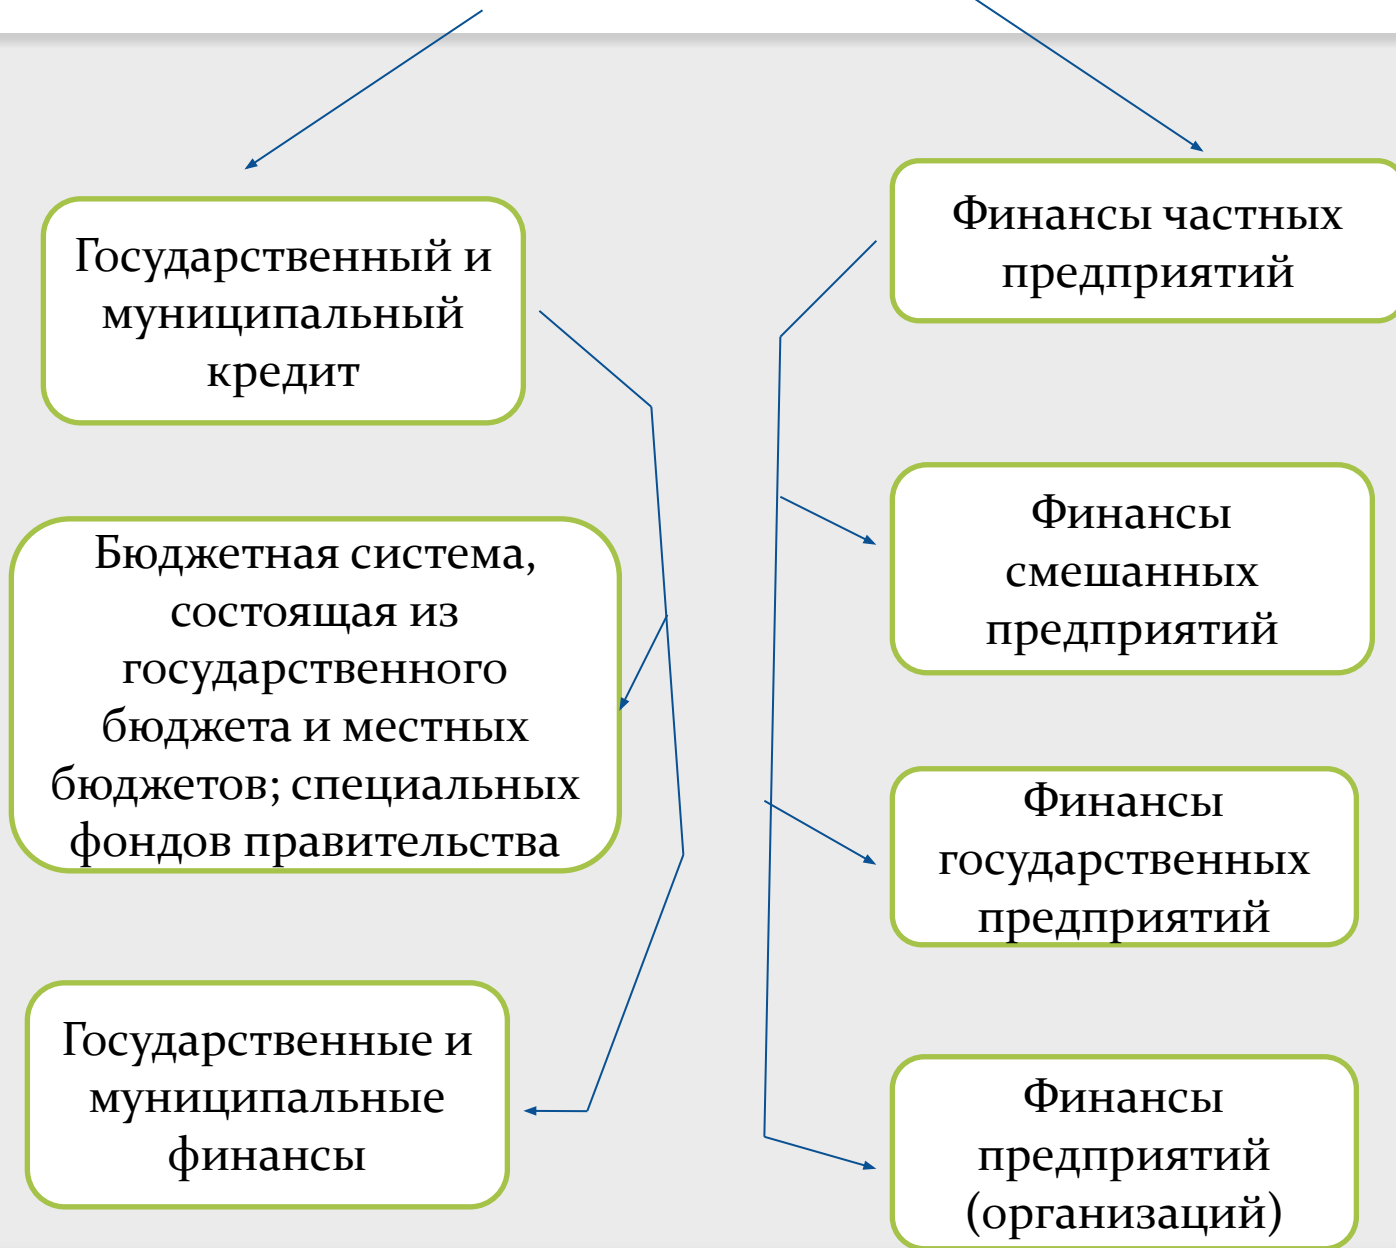 Государственный и
муниципальный
кредит
Бюджетная система,
состоящая из
государственного
бюджета и местных
бюджетов; специальных
фондов правительства
Государственные и
муниципальные
финансы
Финансы частных
предприятий
Финансы
смешанных
предприятий
Финансы
государственных
предприятий
Финансы
предприятий
(организаций)